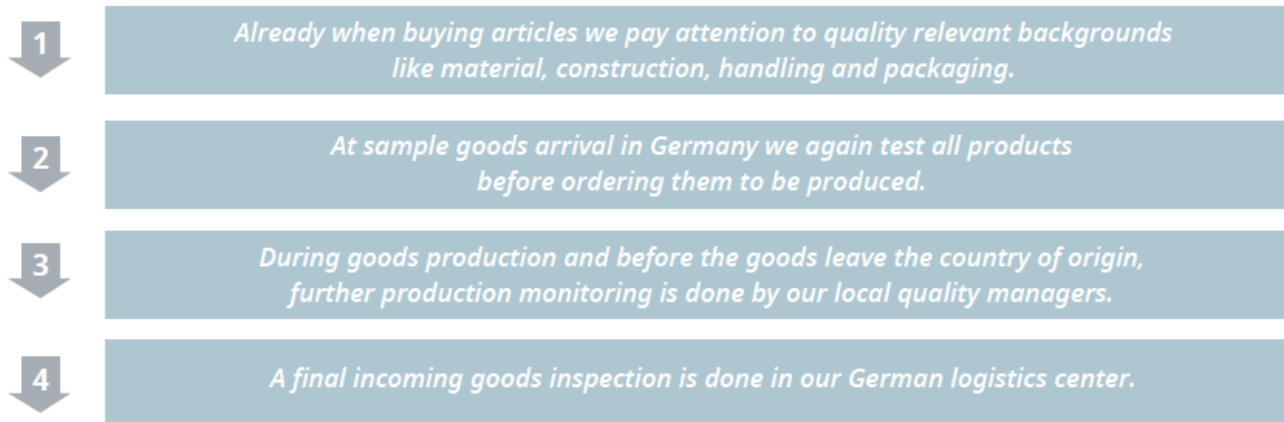 1
Already when buying articles we pay attention to quality relevant backgrounds
like material, construction, handling and packaging.
2
At sample goods arrival in Germany we again test all products
before ordering them to be produced.
3
During goods production and before the goods leave the country of origin,
further production monitoring is done by our local quality managers.
4
A final incoming goods inspection is done in our German logistics center.